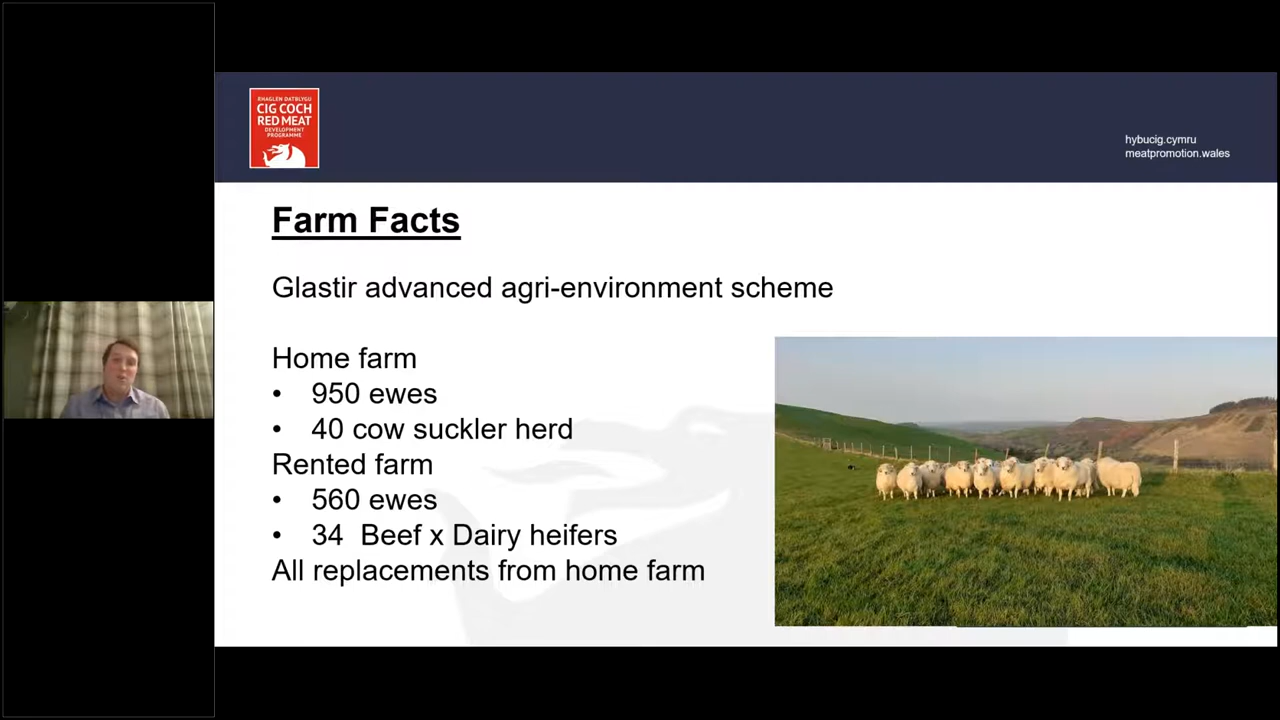 RHAGLEN DATBLYGU
CIG COCH
RED MEAT
DEVELOPMENT
PROGRAMME
hybucig.cymru
meatpromotion.wales
Farm Facts
Glastir advanced agri-environment scheme
Home farm
• 950 ewes
• 40 cow suckler herd
Rented farm
• 560 ewes
• 34 Beef x Dairy heifers
All replacements from home farm